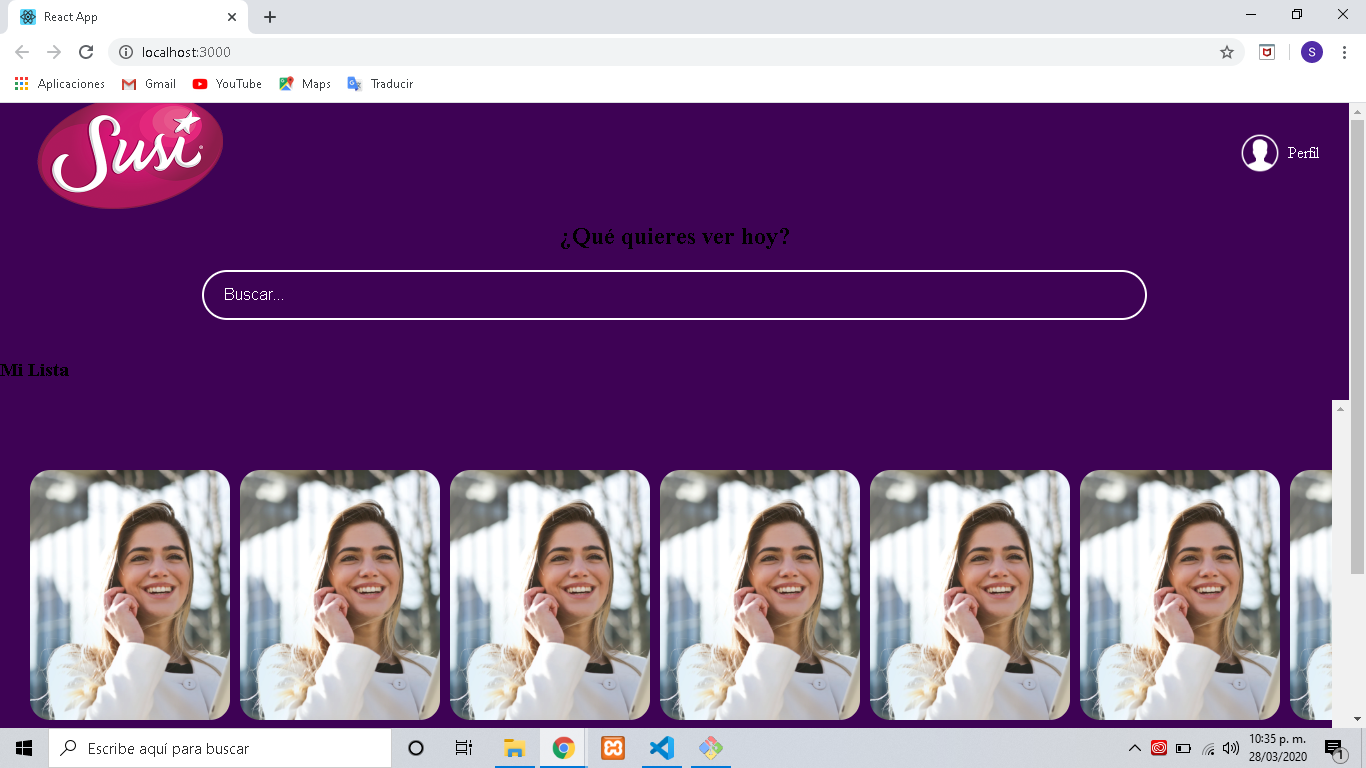 React App
localhost:3000
S
Aplicaciones
Gmail
YouTube
Maps
Traducir
Susi
Perfil
¿Qué quieres ver hoy?
Buscar...
Mi Lista
Escribe aquí para buscar
10:35 p. m.
28/03/2020
1